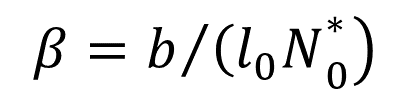 β = b/(l₀N₀*)